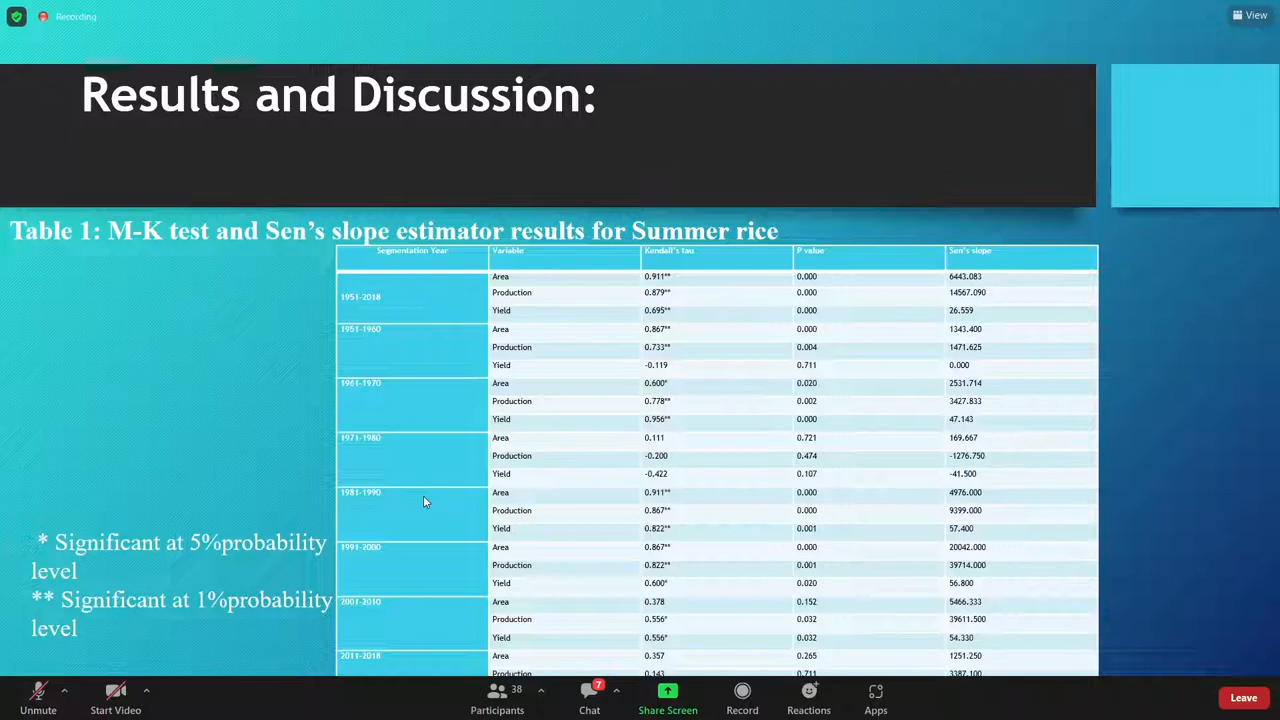 Recording
View
Results and Discussion:
Table 1: M-K test and Sen's slope estimator results for Summer rice
Segmentation Year Variable Kendall's tau P value Sen's slope
1951-2018 Area 0.911** 0.000 6443.083
Production 0.879** 0.000 14567.090
Yield 0.695** 0.000 26.559
1951-1960 Area 0.867** 0.000 1343.400
Production 0.733** 0.004 1471.625
Yield -0.119 0.711 0.000
1961-1970 Area 0.600* 0.020 2531.714
Production 0.778** 0.002 3427.833
Yield 0.956** 0.000 47.143
1971-1980 Area 0.111 0.721 169.667
Production -0.200 0.474 -1276.750
Yield -0.422 0.107 -41.500
1981-1990 Area 0.911** 0.000 4976.000
Production 0.867** 0.000 9399.000
Yield 0.822** 0.001 57.400
1991-2000 Area 0.867** 0.000 20042.000
Production 0.822** 0.001 39714.000
Yield 0.600* 0.020 56.800
2001-2010 Area 0.378 0.152 5466.333
Production 0.556* 0.032 39611.500
Yield 0.556* 0.032 54.330
2011-2018 Area 0.357 0.265 1251.250
Production 0.143 0.711 3387.100
* Significant at 5%probability
level
** Significant at 1%probability
level
Unmute
Start Video
38
Participants
7
Chat
Share Screen
Record
Reactions
Apps
Leave